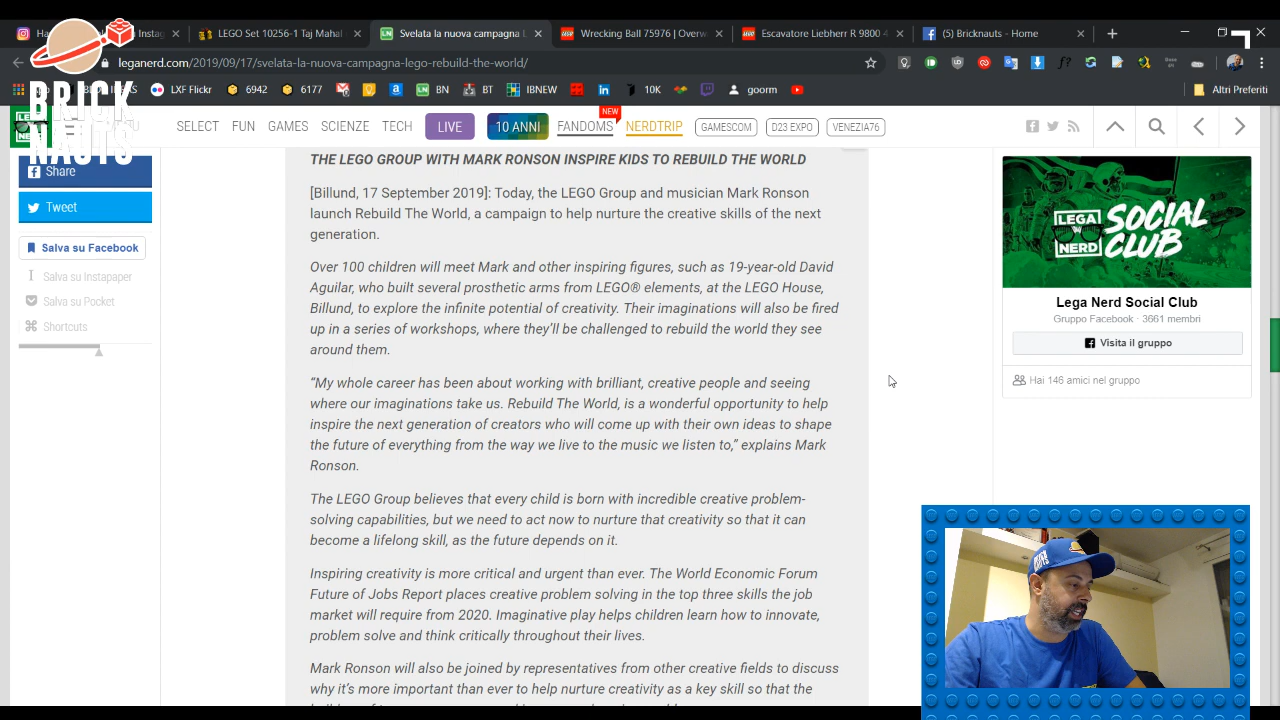 Instag
LEGO Set 10256-1 Taj Mahal
Svelata la nuova campagna L
Wrecking Ball 75976 | Overw
Escavatore Liebherr R 9800 4
(5) Bricknauts - Home
leganerd.com/2019/09/17/svelata-la-nuova-campagna-lego-rebuild-the-world/
LXF Flickr
6942
6177
BN
BT
IBNEW
10K
goorm
Altri Preferiti
BRICK
NAUTS
SELECT
FUN
GAMES
SCIENZE
TECH
LIVE
10 ANNI
FANDOMS
NEW
NERDTRIP
GAMESCOM
D23 EXPO
VENEZIA76
Share
Tweet
Salva su Facebook
Salva su Instapaper
Salva su Pocket
Shortcuts
THE LEGO GROUP WITH MARK RONSON INSPIRE KIDS TO REBUILD THE WORLD
[Billund, 17 September 2019]: Today, the LEGO Group and musician Mark Ronson
launch Rebuild The World, a campaign to help nurture the creative skills of the next
generation.
Over 100 children will meet Mark and other inspiring figures, such as 19-year-old David
Aguilar, who built several prosthetic arms from LEGO® elements, at the LEGO House,
Billund, to explore the infinite potential of creativity. Their imaginations will also be fired
up in a series of workshops, where they'll be challenged to rebuild the world they see
around them.
“My whole career has been about working with brilliant, creative people and seeing
where our imaginations take us. Rebuild The World, is a wonderful opportunity to help
inspire the next generation of creators who will come up with their own ideas to shape
the future of everything from the way we live to the music we listen to,” explains Mark
Ronson.
The LEGO Group believes that every child is born with incredible creative problem-
solving capabilities, but we need to act now to nurture that creativity so that it can
become a lifelong skill, as the future depends on it.
Inspiring creativity is more critical and urgent than ever. The World Economic Forum
Future of Jobs Report places creative problem solving in the top three skills the job
market will require from 2020. Imaginative play helps children learn how to innovate,
problem solve and think critically throughout their lives.
Mark Ronson will also be joined by representatives from other creative fields to discuss
why it's more important than ever to help nurture creativity as a key skill so that the
LEGA
NERD
SOCIAL
CLUB
Lega Nerd Social Club
Gruppo Facebook · 3661 membri
Visita il gruppo
Hai 146 amici nel gruppo